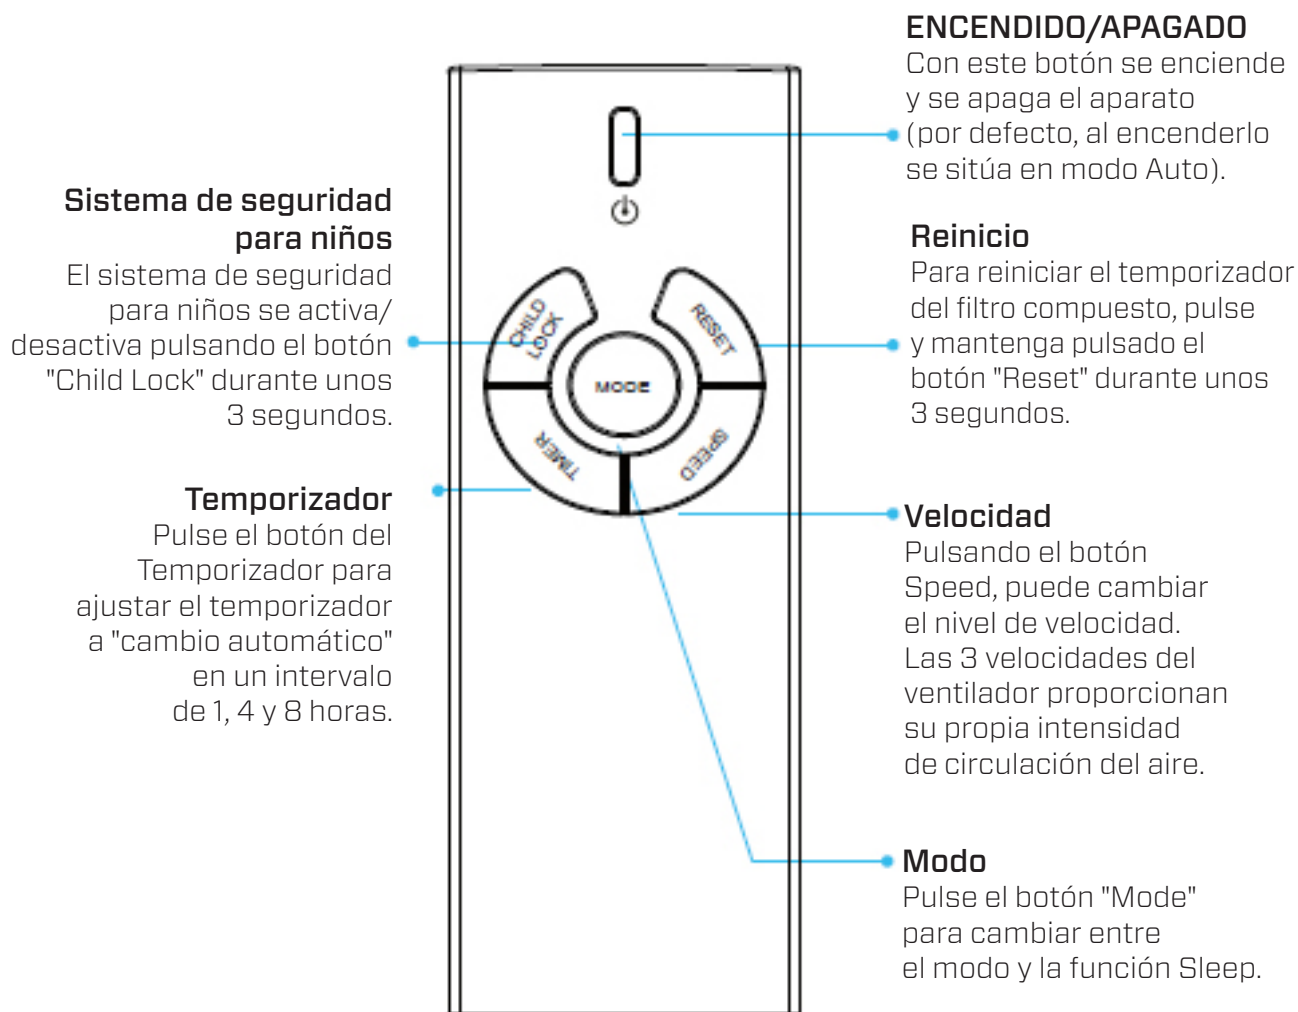 ENCENDIDO/APAGADO
Con este botón se enciende
y se apaga el aparato
(por defecto, al encenderlo
se sitúa en modo Auto).
Sistema de seguridad
para niños
El sistema de seguridad
para niños se activa/
desactiva pulsando el botón
"Child Lock" durante unos
3 segundos.
Reinicio
Para reiniciar el temporizador
del filtro compuesto, pulse
y mantenga pulsado el
botón "Reset" durante unos
3 segundos.
CHILD
LOCK
RESET
MODE
TIMER
SPEED
Temporizador
Pulse el botón del
Temporizador para
ajustar el temporizador
a "cambio automático"
en un intervalo
de 1, 4 y 8 horas.
Velocidad
Pulsando el botón
Speed, puede cambiar
el nivel de velocidad.
Las 3 velocidades del
ventilador proporcionan
su propia intensidad
de circulación del aire.
Modo
Pulse el botón "Mode"
para cambiar entre
el modo y la función Sleep.